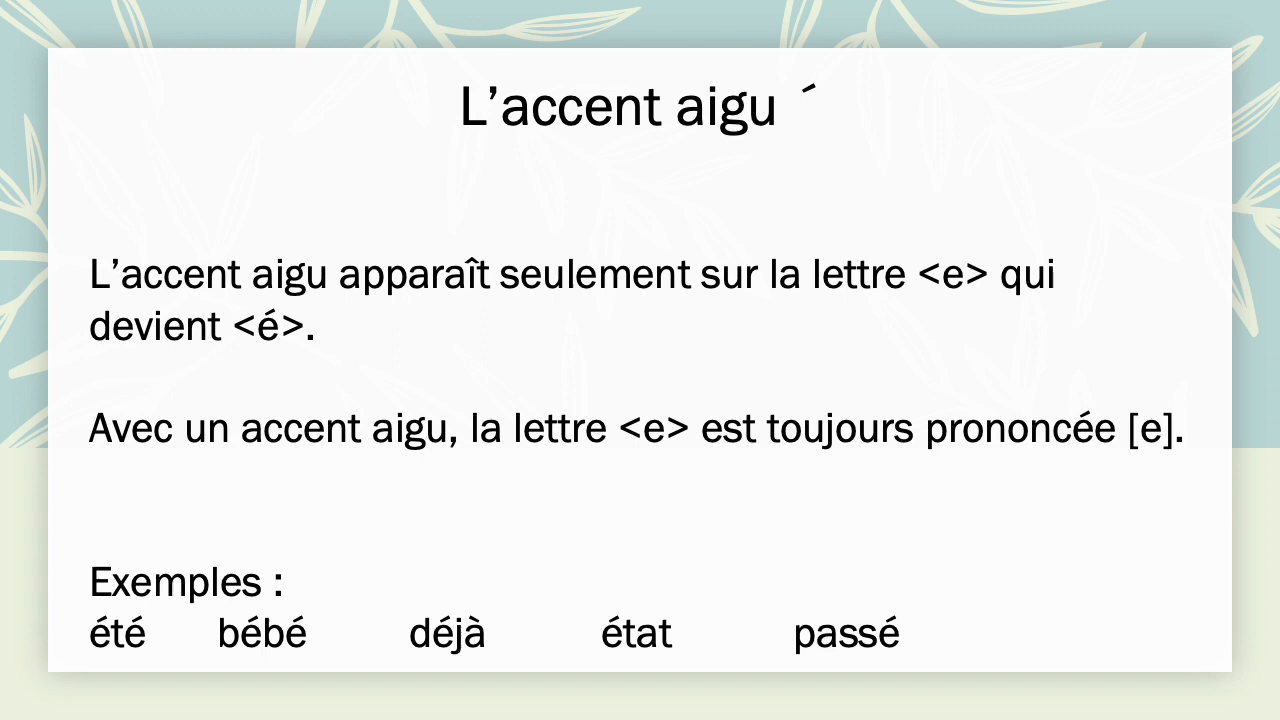 L’accent aigu ´
L’accent aigu apparaît seulement sur la lettre <e> qui
devient <é>.
Avec un accent aigu, la lettre <e> est toujours prononcée [e].
Exemples :
été bébé déjà état passé